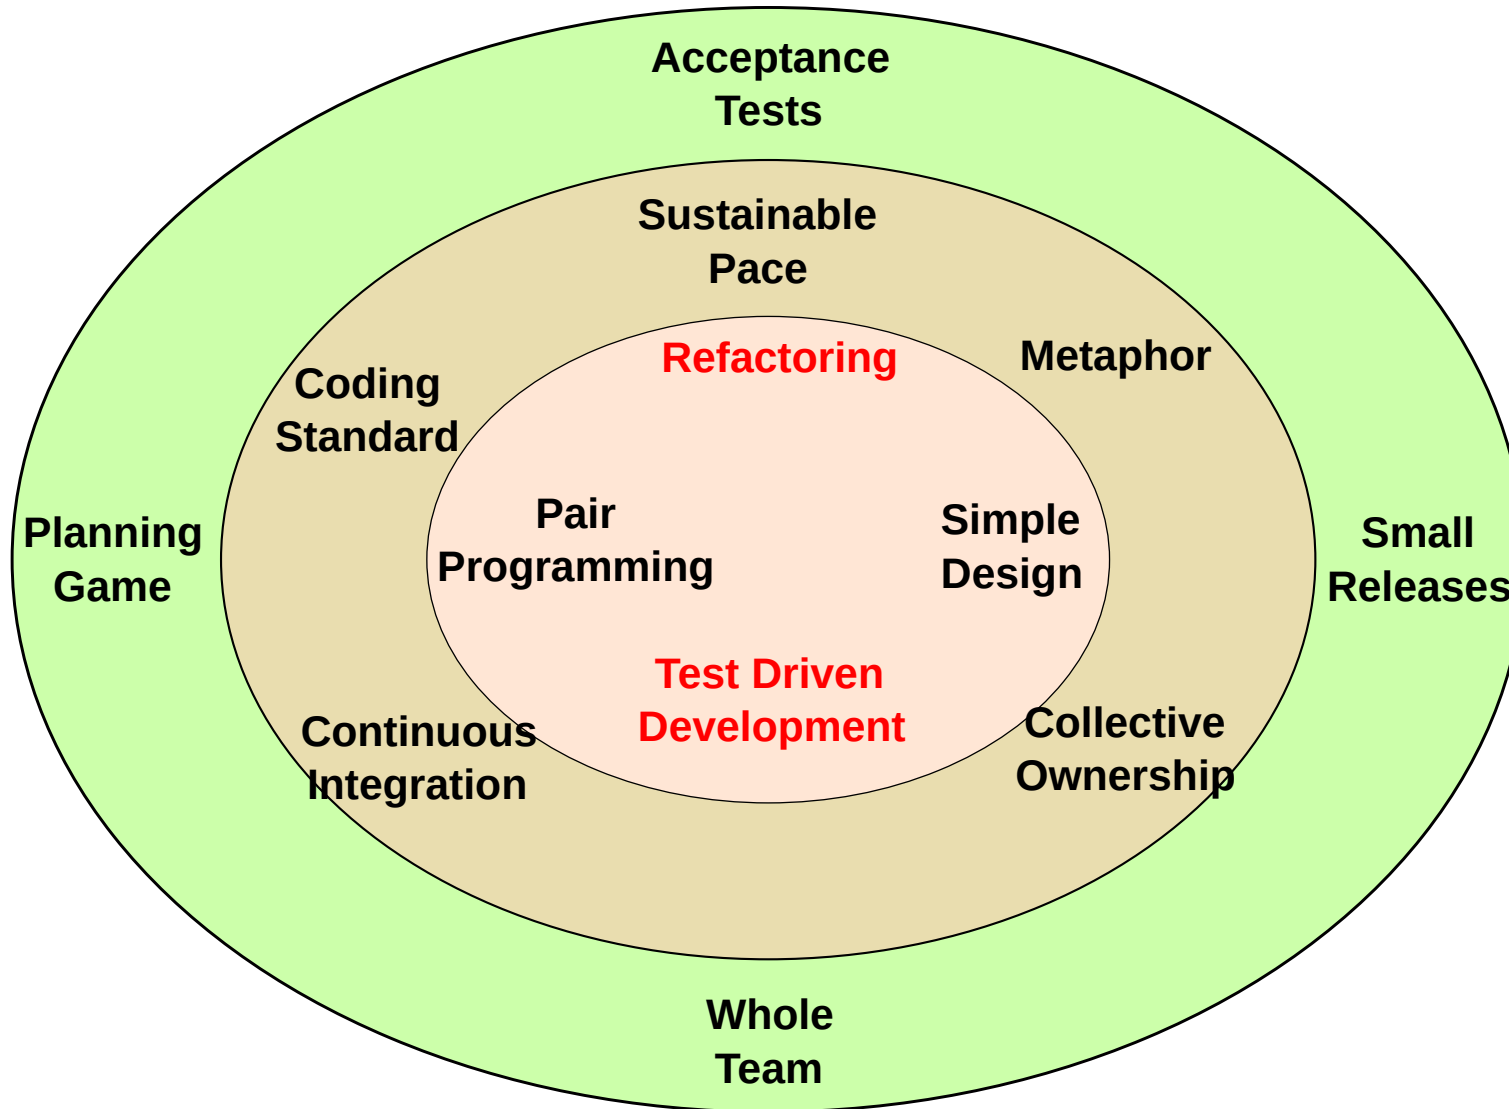 Acceptance
Tests
Sustainable
Pace
Refactoring
Metaphor
Coding
Standard
Pair
Programming
Simple
Design
Planning
Game
Small
Releases
Test Driven
Development
Continuous
Integration
Collective
Ownership
Whole
Team